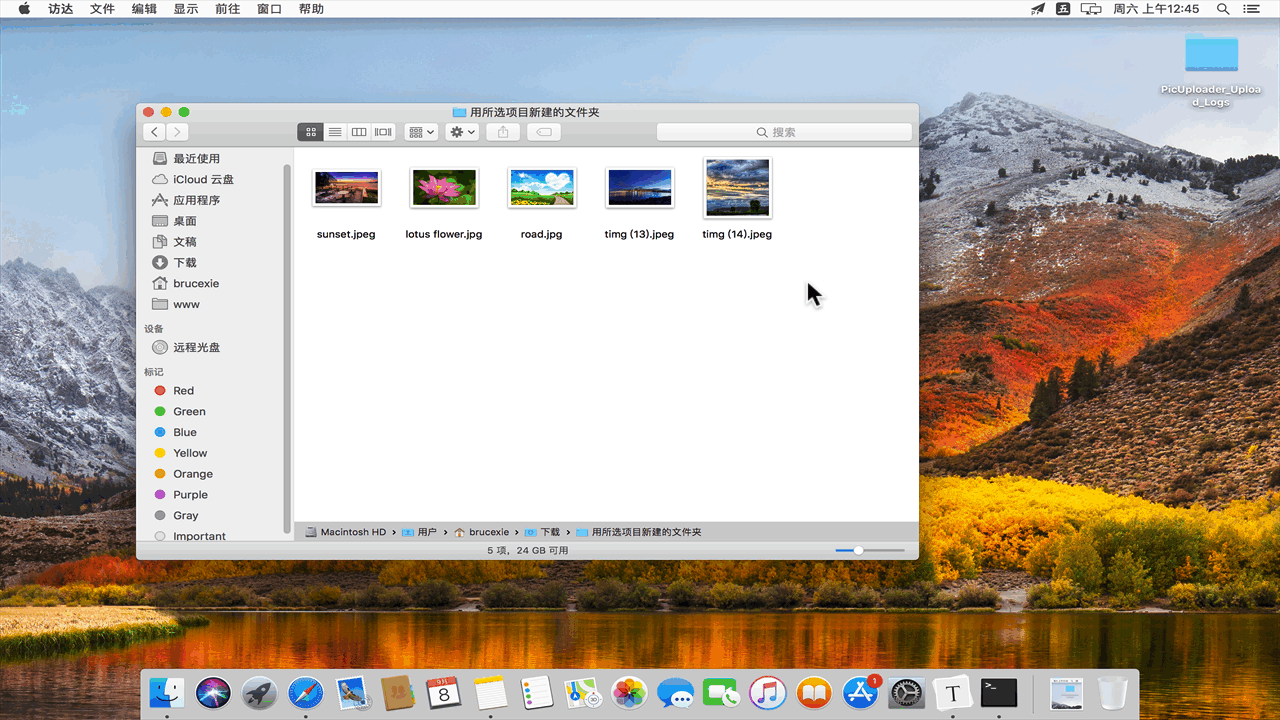 访达 文件 编辑 显示 前往 窗口 帮助 五 周六 上午12:45
PicUploader_Uploa
d_Logs
用所选项目新建的文件夹
搜索
最近使用
iCloud 云盘
应用程序
桌面
文稿
下载
brucexie
www
设备
远程光盘
标记
Red
Green
Blue
Yellow
Orange
Purple
Gray
Important
sunset.jpeg lotus flower.jpg road.jpg timg (13).jpeg timg (14).jpeg
Macintosh HD › 用户 › brucexie › 下载 › 用所选项目新建的文件夹
5 项，24 GB 可用
9月
8
3D
1
T
>_